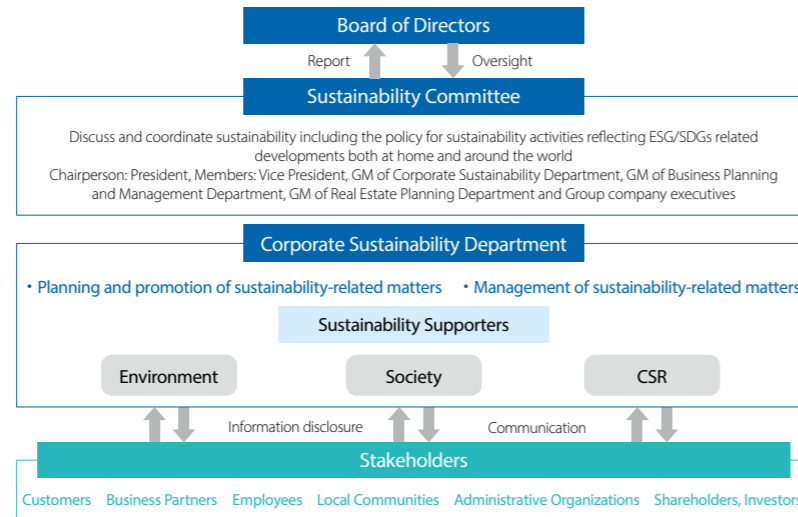 Board of Directors
Report
Oversight
Sustainability Committee
Discuss and coordinate sustainability including the policy for sustainability activities reflecting ESG/SDGs related
developments both at home and around the world
Chairperson: President, Members: Vice President, GM of Corporate Sustainability Department, GM of Business Planning
and Management Department, GM of Real Estate Planning Department and Group company executives
Corporate Sustainability Department
・Planning and promotion of sustainability-related matters ・Management of sustainability-related matters
Sustainability Supporters
Environment
Society
CSR
Information disclosure
Communication
Stakeholders
Customers Business Partners Employees Local Communities Administrative Organizations Shareholders, Investors